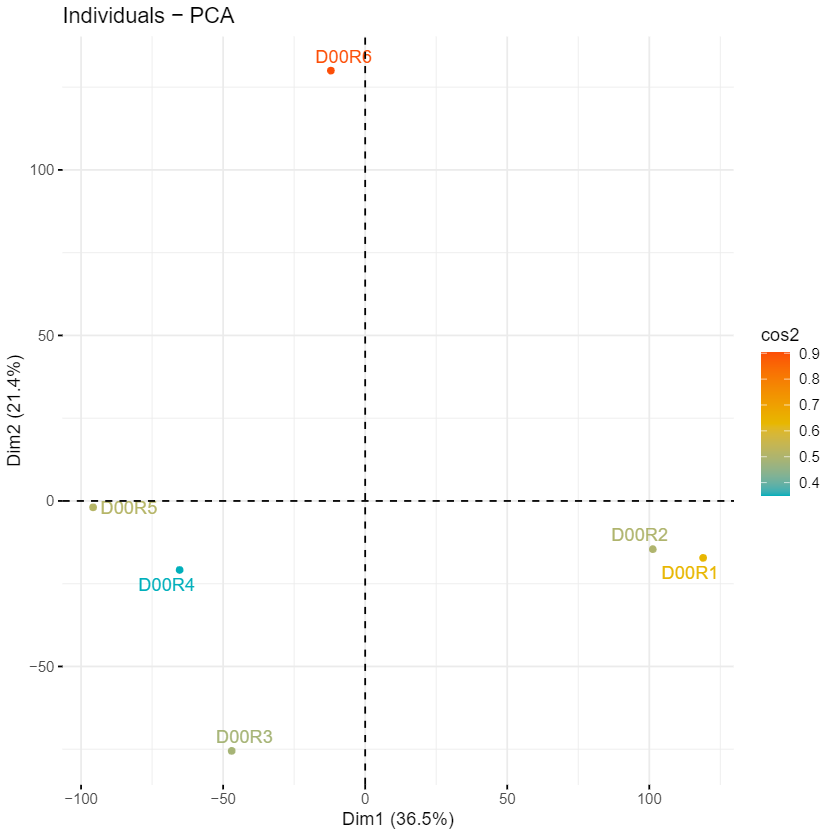 Individuals − PCA
D00R6
100
50
0
−50
D00R5
D00R4
D00R3
D00R2
D00R1
Dim2 (21.4%)
−100
−50
0
50
100
Dim1 (36.5%)
cos2
0.9
0.8
0.7
0.6
0.5
0.4